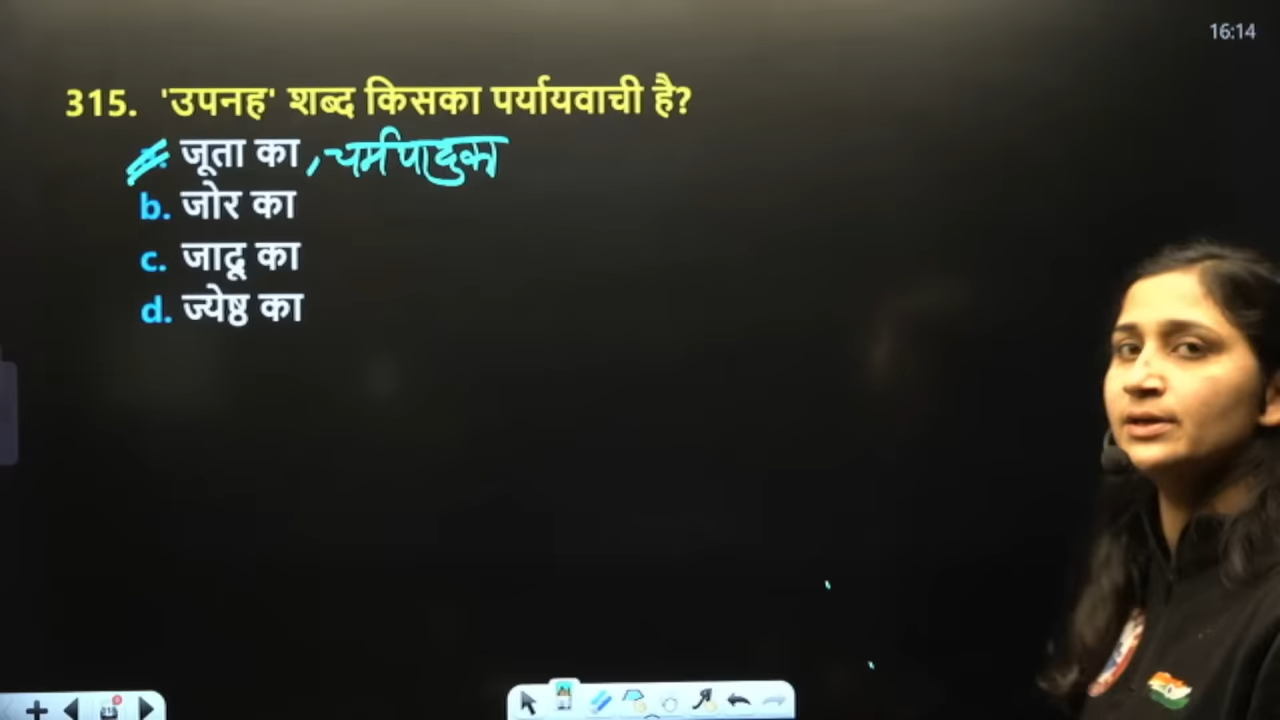 16:14
315. 'उपनह' शब्द किसका पर्यायवाची है?
जूता का , चर्मपादुका
b. जोर का
c. जादू का
d. ज्येष्ठ का